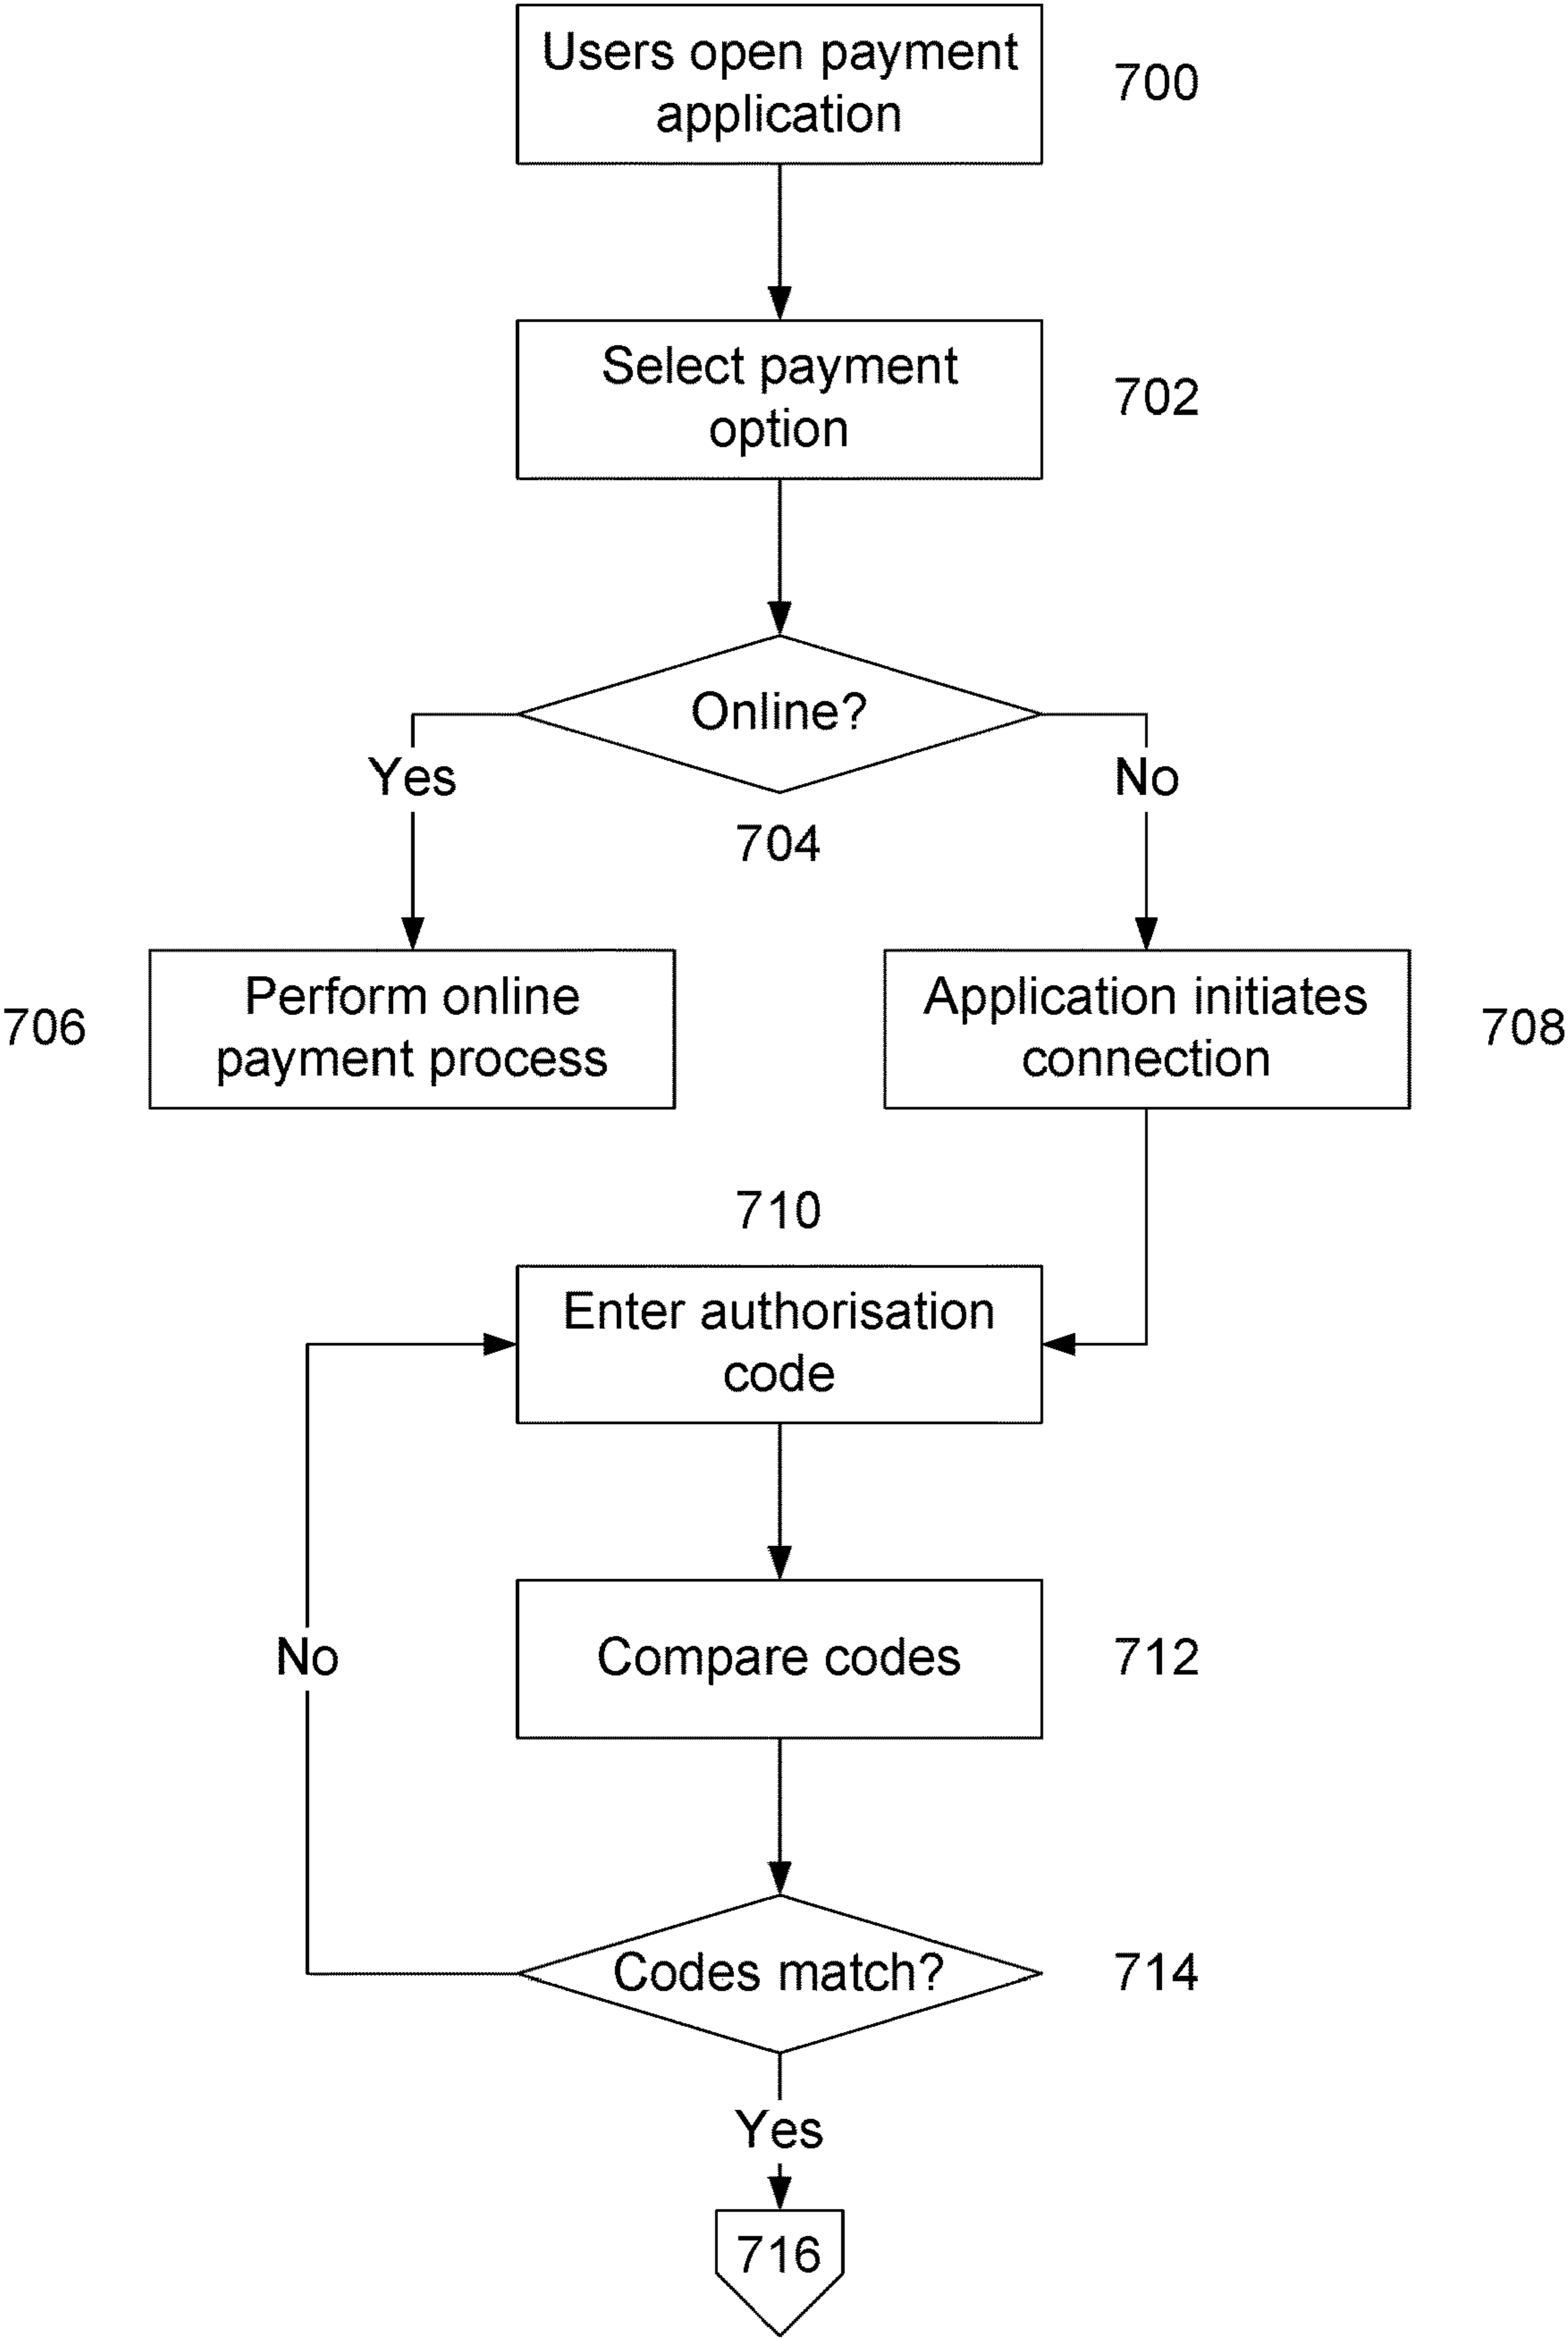 Users open payment
application
700
Select payment
option
702
Online?
Yes
No
704
Perform online
payment process
706
Application initiates
connection
708
710
Enter authorisation
code
Compare codes
712
No
Codes match?
714
Yes
716